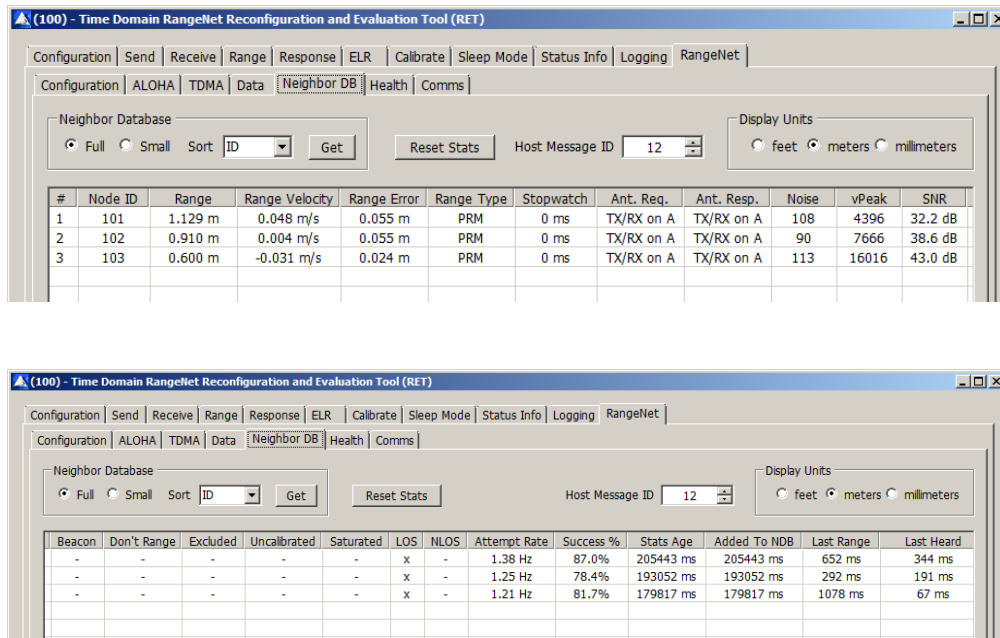 (100) - Time Domain RangeNet Reconfiguration and Evaluation Tool (RET)
Configuration Send Receive Range Response ELR Calibrate Sleep Mode Status Info Logging RangeNet
Configuration ALOHA TDMA Data Neighbor DB Health Comms
Neighbor Database Display Units
Full Small Sort ID Get Reset Stats Host Message ID 12 feet meters millimeters
# Node ID Range Range Velocity Range Error Range Type Stopwatch Ant. Req. Ant. Resp. Noise vPeak SNR
1 101 1.129 m 0.048 m/s 0.055 m PRM 0 ms TX/RX on A TX/RX on A 108 4396 32.2 dB
2 102 0.910 m 0.004 m/s 0.055 m PRM 0 ms TX/RX on A TX/RX on A 90 7666 38.6 dB
3 103 0.600 m -0.031 m/s 0.024 m PRM 0 ms TX/RX on A TX/RX on A 113 16016 43.0 dB
(100) - Time Domain RangeNet Reconfiguration and Evaluation Tool (RET)
Configuration Send Receive Range Response ELR Calibrate Sleep Mode Status Info Logging RangeNet
Configuration ALOHA TDMA Data Neighbor DB Health Comms
Neighbor Database Display Units
Full Small Sort ID Get Reset Stats Host Message ID 12 feet meters millimeters
Beacon Don't Range Excluded Uncalibrated Saturated LOS NLOS Attempt Rate Success % Stats Age Added To NDB Last Range Last Heard
- - - - - x - 1.38 Hz 87.0% 205443 ms 205443 ms 652 ms 344 ms
- - - - - x - 1.25 Hz 78.4% 193052 ms 193052 ms 292 ms 191 ms
- - - - - x - 1.21 Hz 81.7% 179817 ms 179817 ms 1078 ms 67 ms